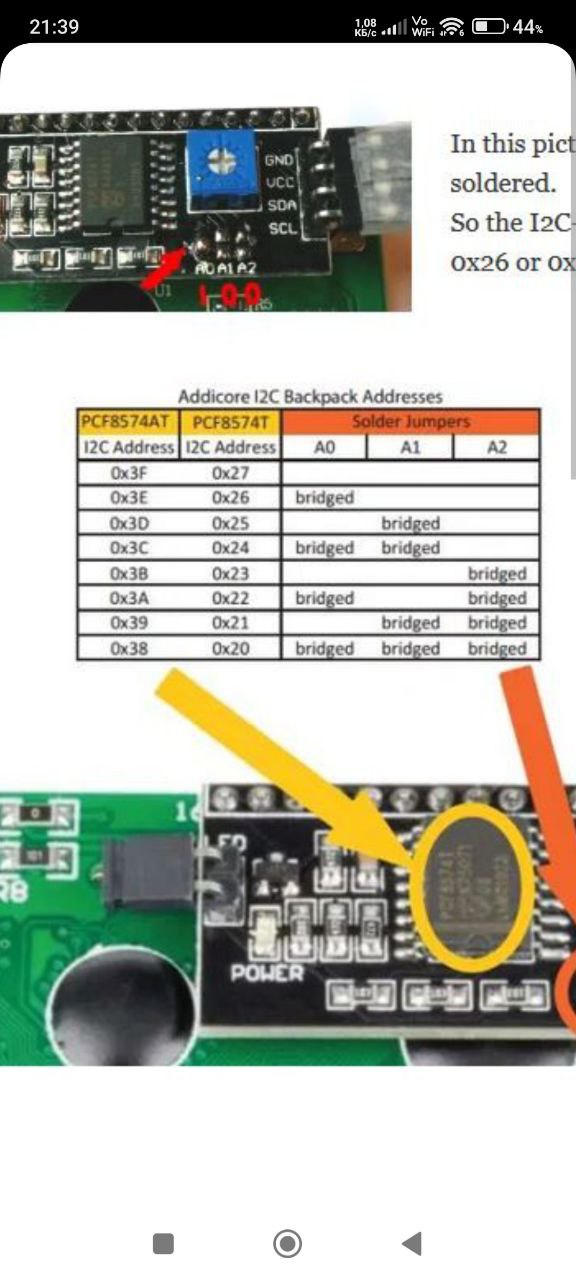 21:39
1,08
КБ/с
Vo
WiFi
6
44%
In this pict
soldered.
So the I2C-
0x26 or 0x
GND
VCC
SDA
SCL
A0 A1 A2
U1
1 0 0
Addicore I2C Backpack Addresses
PCF8574AT PCF8574T Solder Jumpers
I2C Address I2C Address A0 A1 A2
0x3F 0x27
0x3E 0x26 bridged
0x3D 0x25 bridged
0x3C 0x24 bridged bridged
0x3B 0x23 bridged
0x3A 0x22 bridged bridged
0x39 0x21 bridged bridged
0x38 0x20 bridged bridged bridged
16
0
101
R8
LED
PCF8574T
POWER